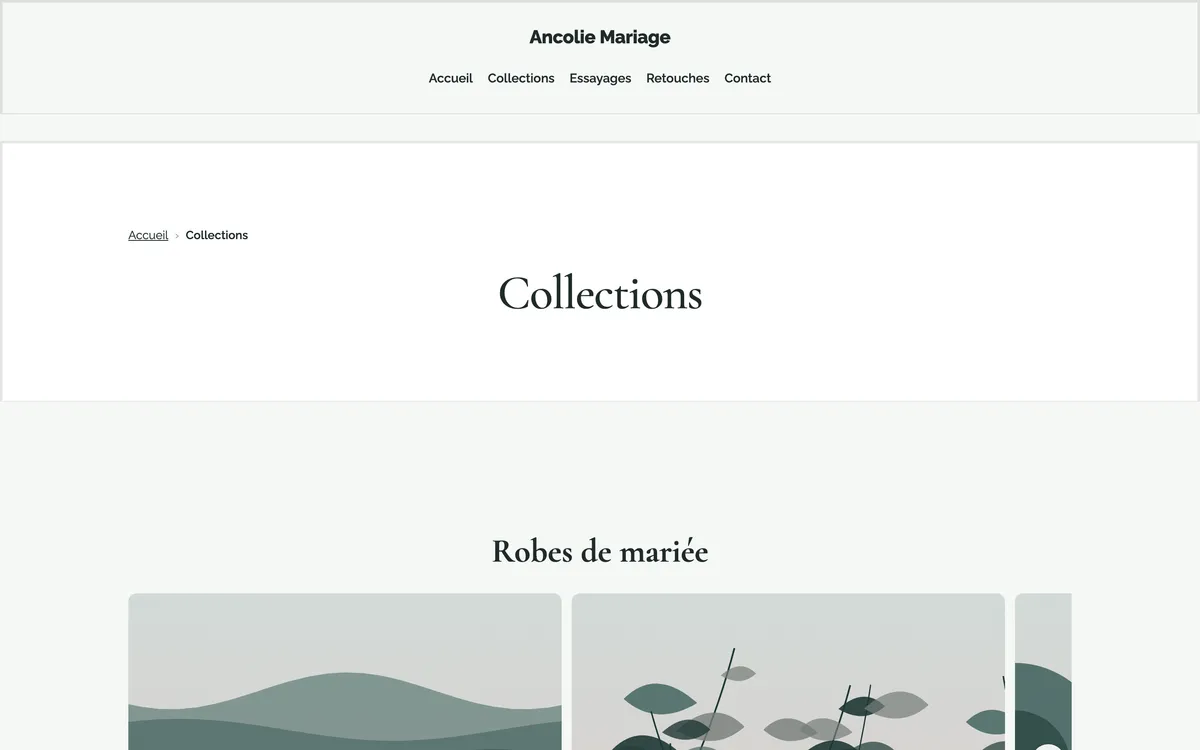 Ancolie Mariage
Accueil Collections Essayages Retouches Contact
Accueil › Collections
Collections
Robes de mariée